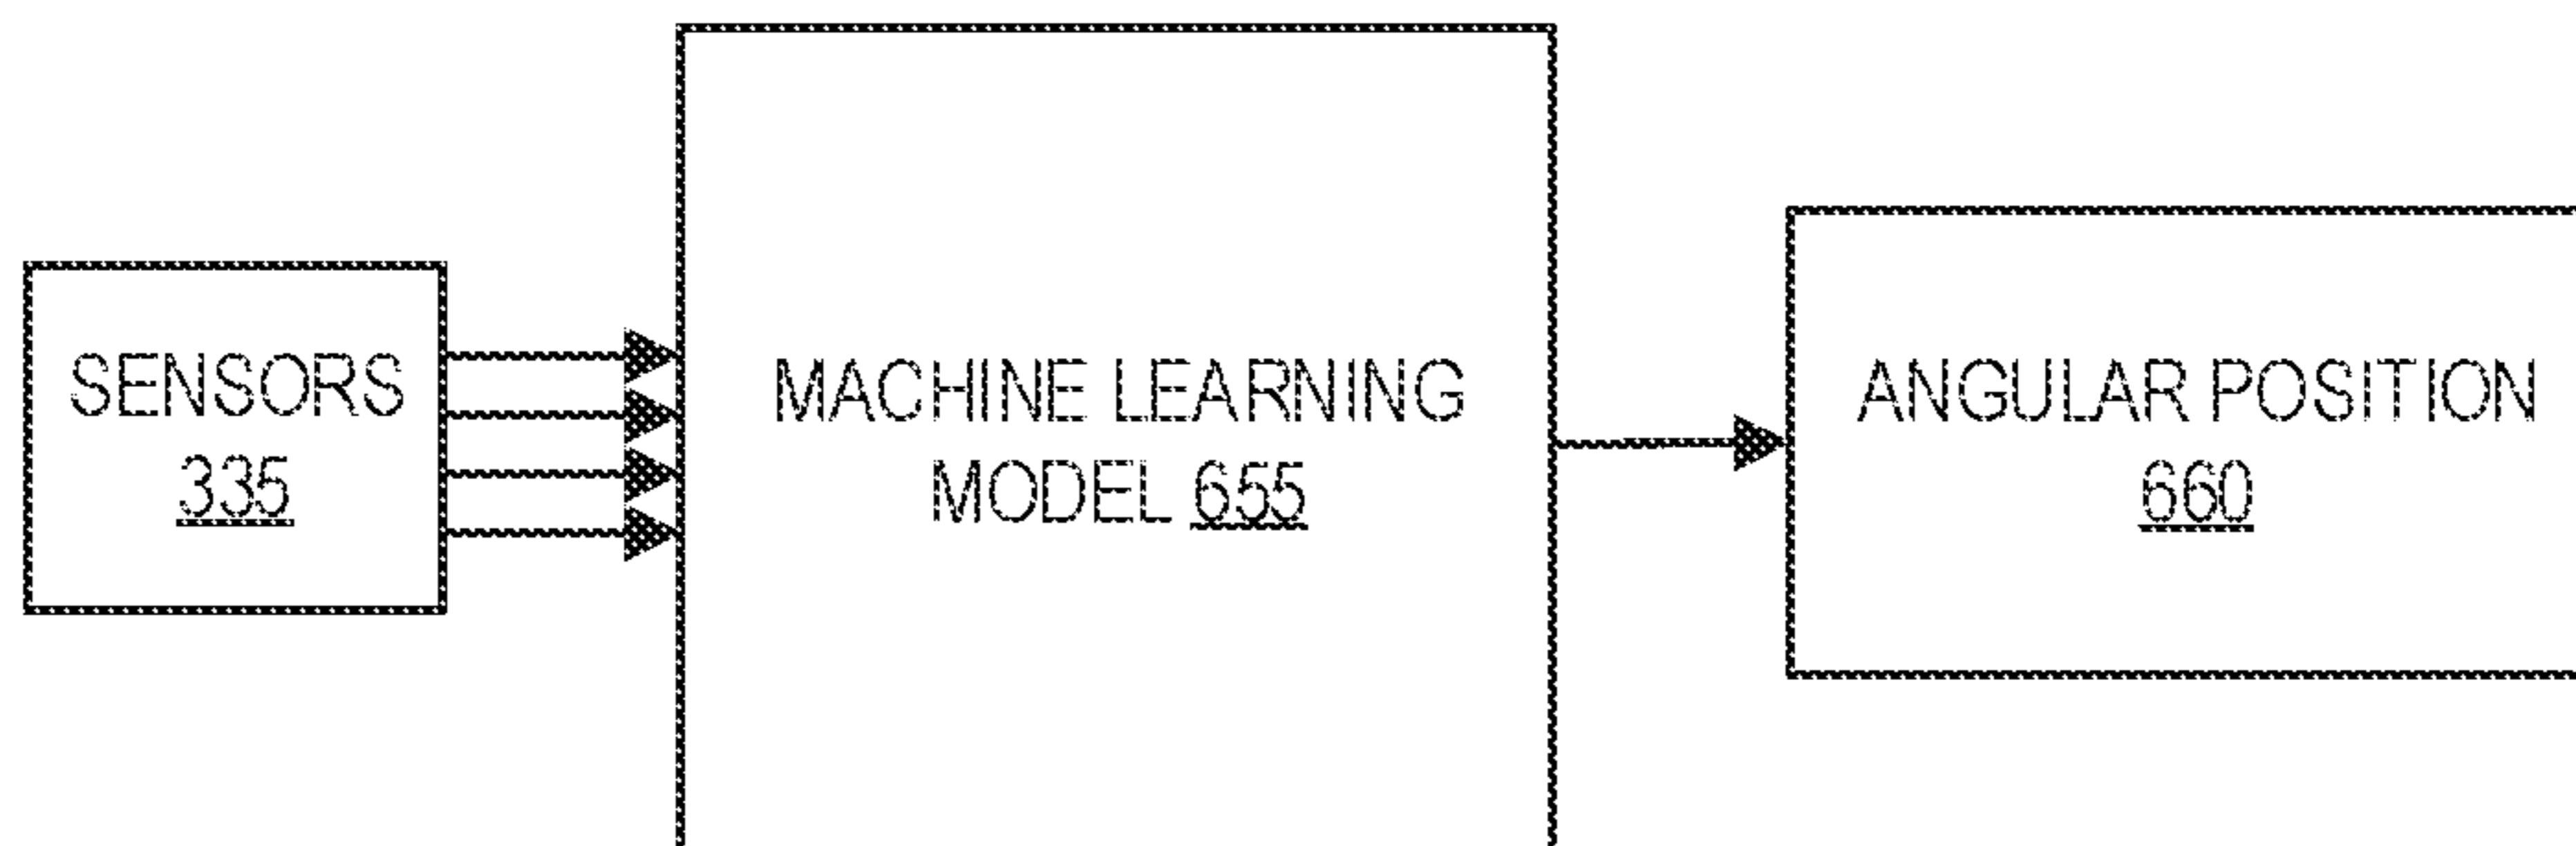 SENSORS
335
MACHINE LEARNING
MODEL 655
ANGULAR POSITION
660